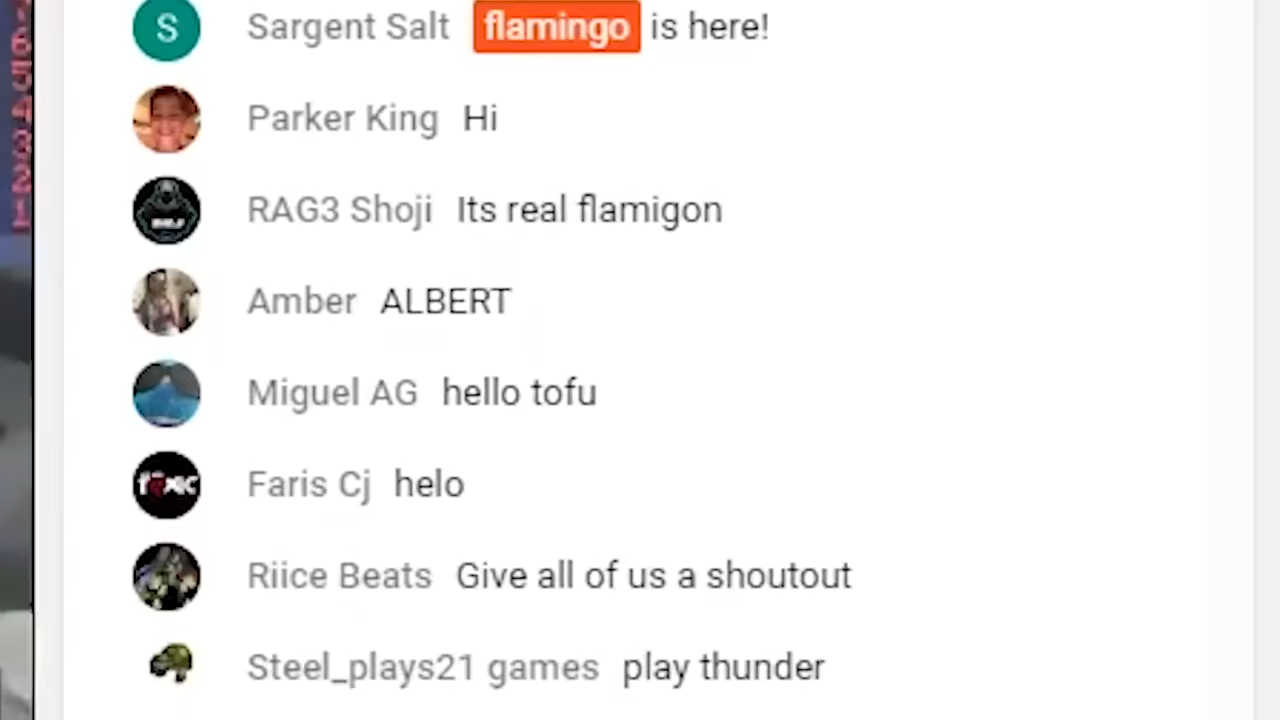 S Sargent Salt flamingo is here!
Parker King Hi
RAG3 Shoji Its real flamigon
Amber ALBERT
Miguel AG hello tofu
Faris Cj helo
Riice Beats Give all of us a shoutout
Steel_plays21 games play thunder